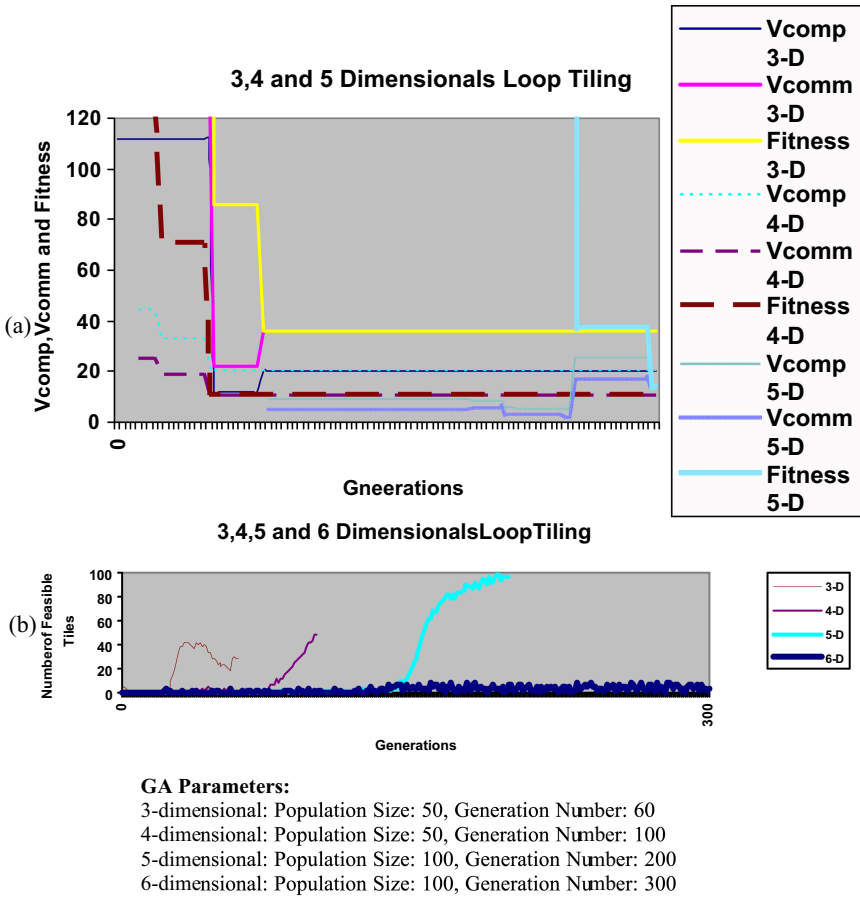 3,4 and 5 Dimensionals Loop Tiling
Vcomp,Vcomm and Fitness
120
100
80
60
40
20
0
0
Gneerations
(a)
Vcomp
3-D
Vcomm
3-D
Fitness
3-D
Vcomp
4-D
Vcomm
4-D
Fitness
4-D
Vcomp
5-D
Vcomm
5-D
Fitness
5-D
3,4,5 and 6 DimensionalsLoopTiling
(b)
Numberof Feasible
Tiles
100
80
60
40
20
0
0
300
Generations
3-D
4-D
5-D
6-D
GA Parameters:
3-dimensional: Population Size: 50, Generation Number: 60
4-dimensional: Population Size: 50, Generation Number: 100
5-dimensional: Population Size: 100, Generation Number: 200
6-dimensional: Population Size: 100, Generation Number: 300